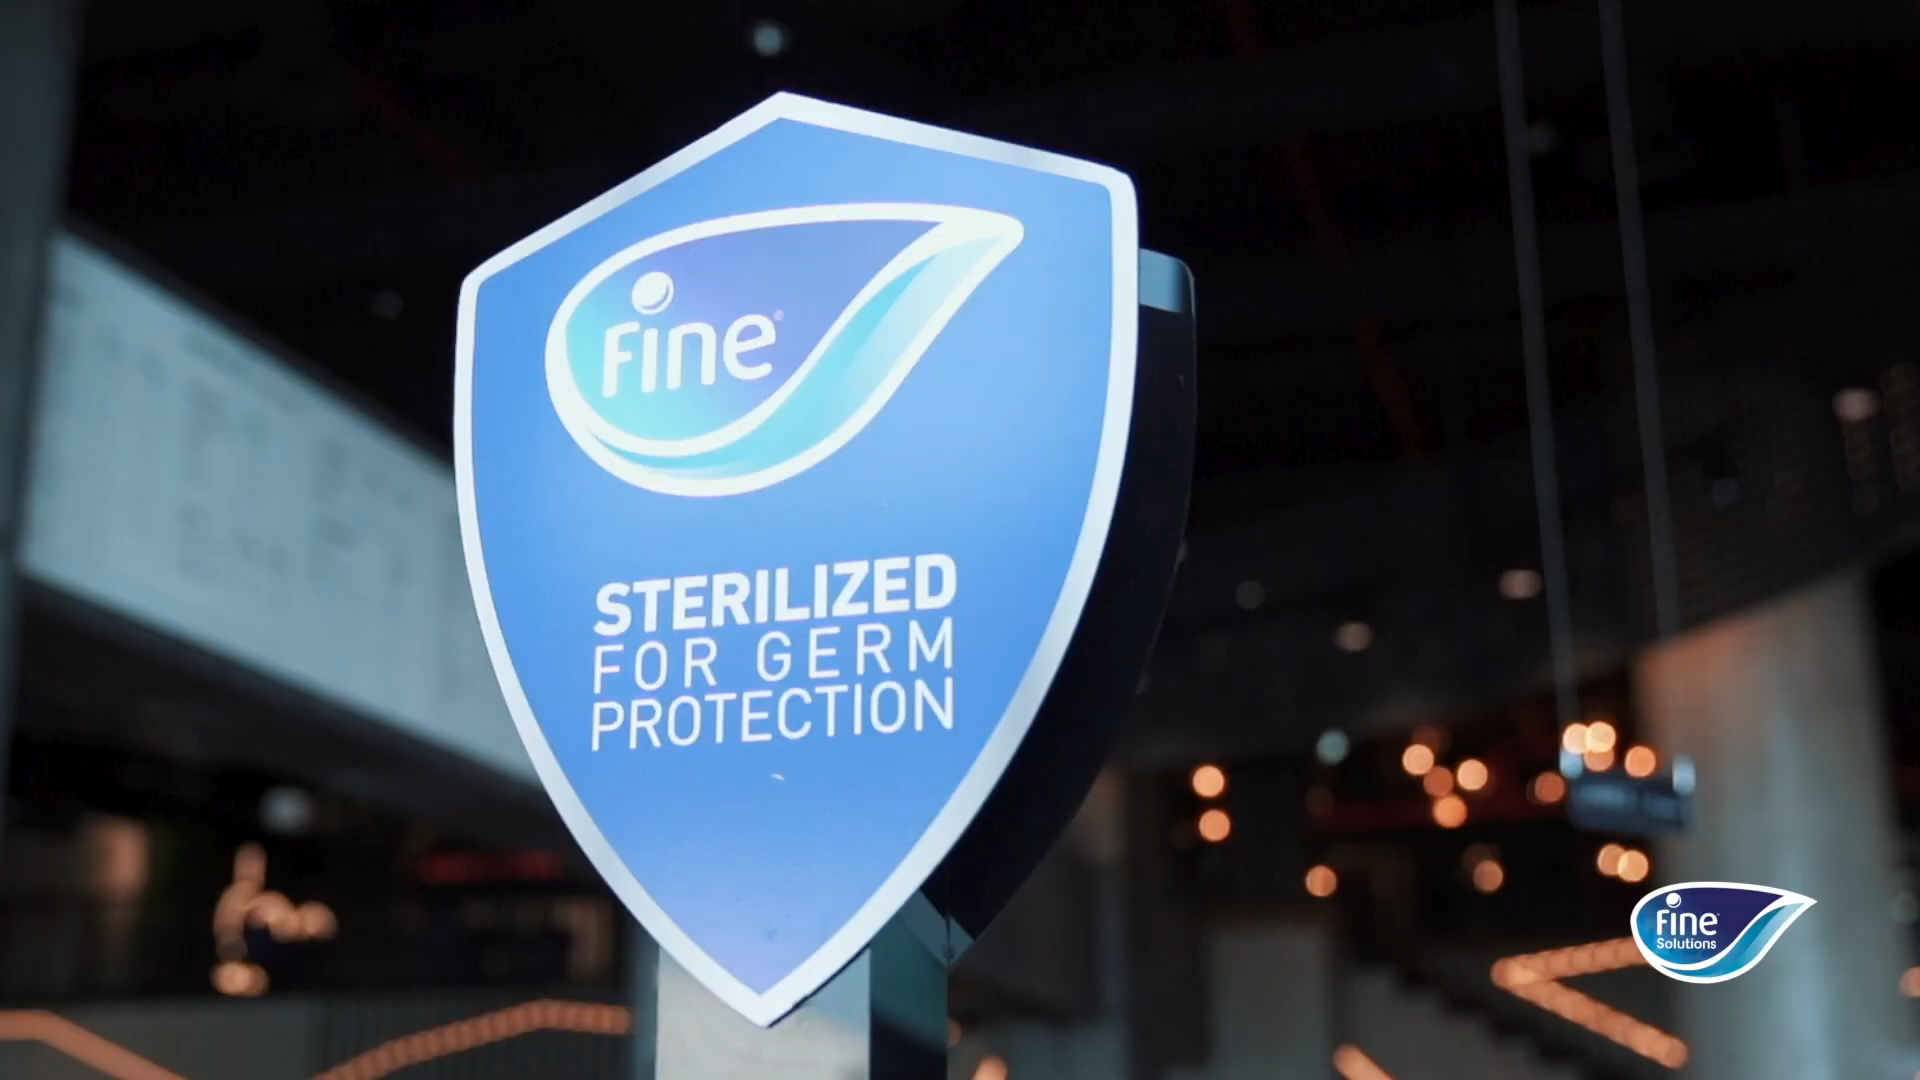 fine
STERILIZED
FOR GERM
PROTECTION
fine
Solutions